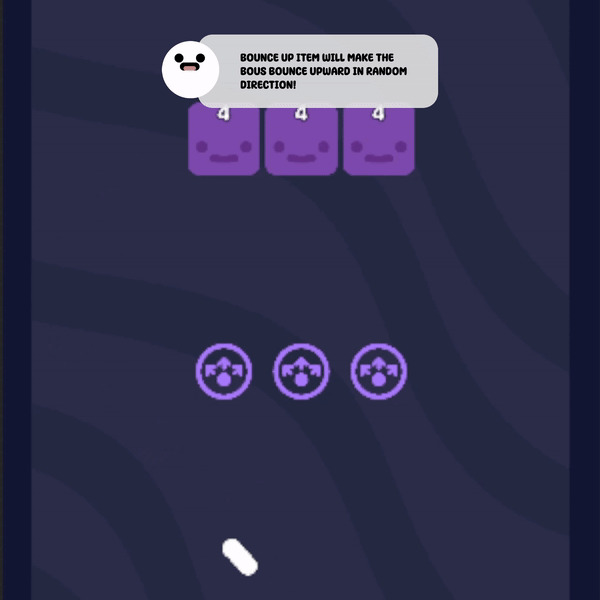 BOUNCE UP ITEM WILL MAKE THE
BOUS BOUNCE UPWARD IN RANDOM
DIRECTION!
4 4 4